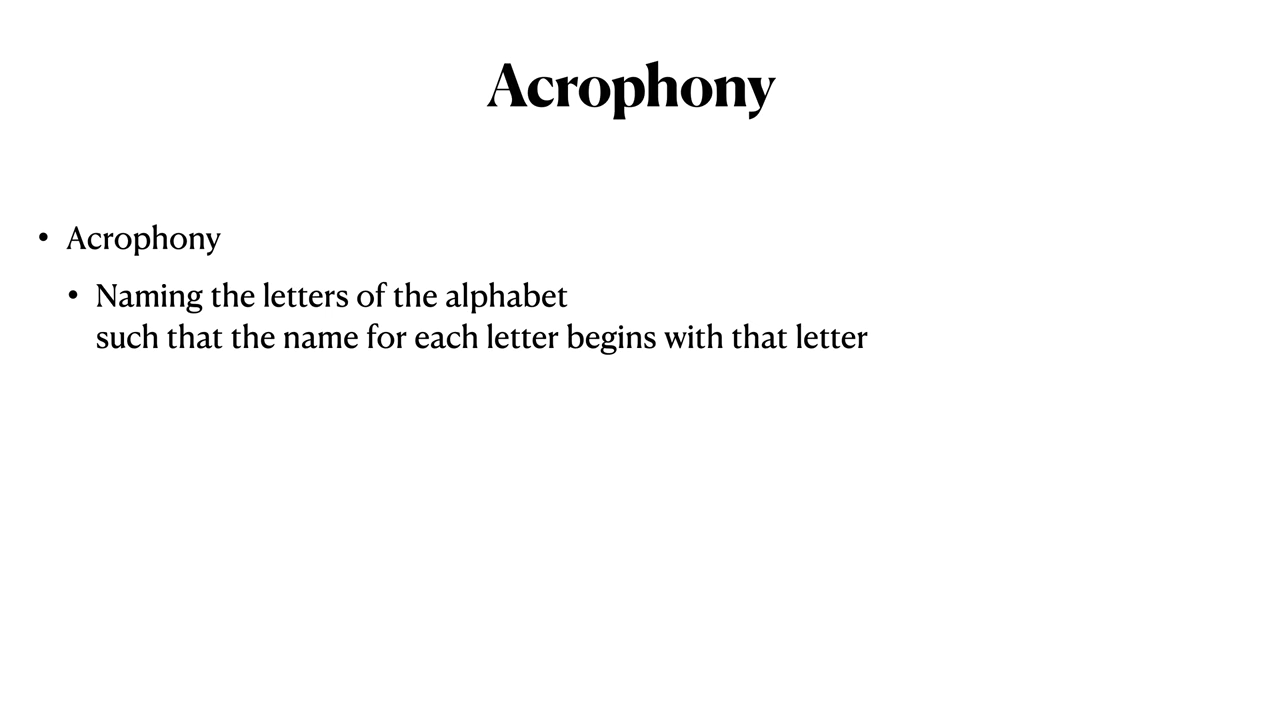 Acrophony
• Acrophony
• Naming the letters of the alphabet
such that the name for each letter begins with that letter